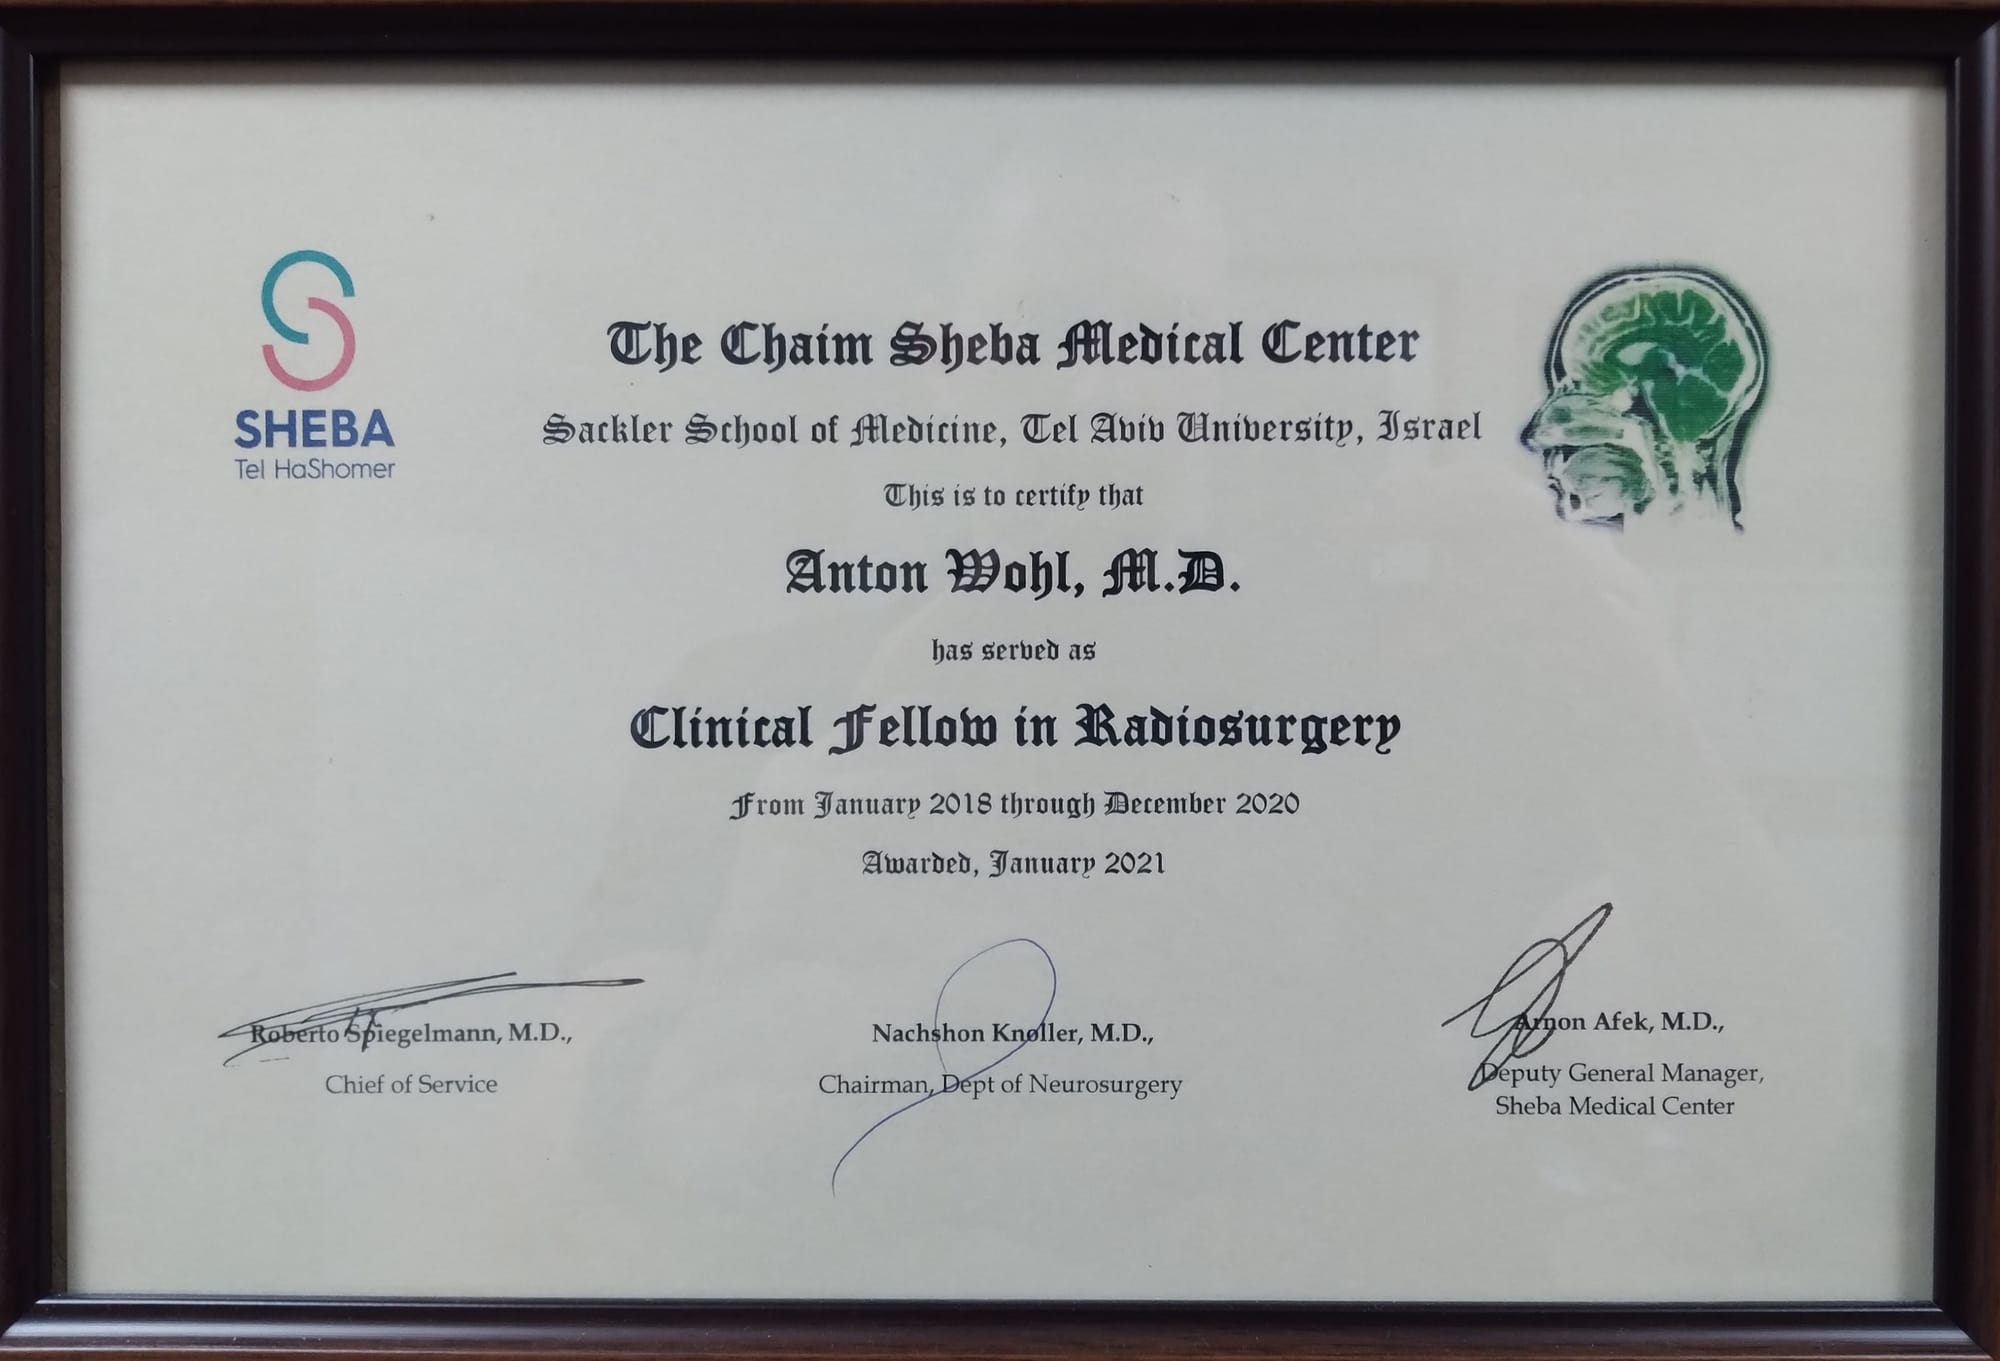 SHEBA
Tel HaShomer
The Chaim Sheba Medical Center
Sackler School of Medicine, Tel Aviv University, Israel
This is to certify that
Anton Wohl, M.D.
has served as
Clinical Fellow in Radiosurgery
From January 2018 through December 2020
Awarded, January 2021
Roberto Spiegelmann, M.D.,
Chief of Service
Nachshon Knoller, M.D.,
Chairman, Dept of Neurosurgery
Arnon Afek, M.D.,
Deputy General Manager,
Sheba Medical Center